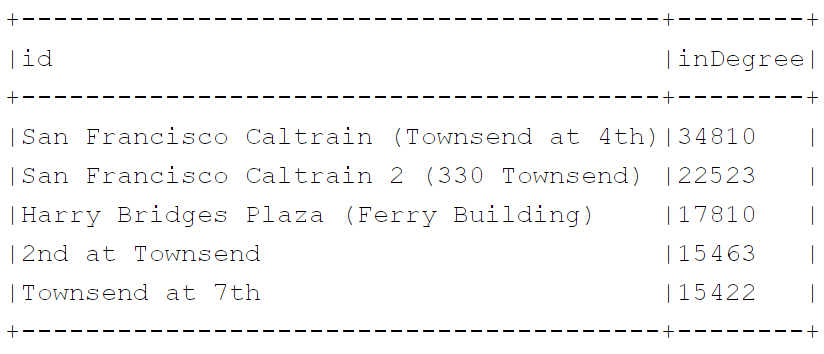 +----------------------------------------+--------+
|id                                      |inDegree|
+----------------------------------------+--------+
|San Francisco Caltrain (Townsend at 4th)|34810   |
|San Francisco Caltrain 2 (330 Townsend) |22523   |
|Harry Bridges Plaza (Ferry Building)    |17810   |
|2nd at Townsend                         |15463   |
|Townsend at 7th                         |15422   |
+----------------------------------------+--------+